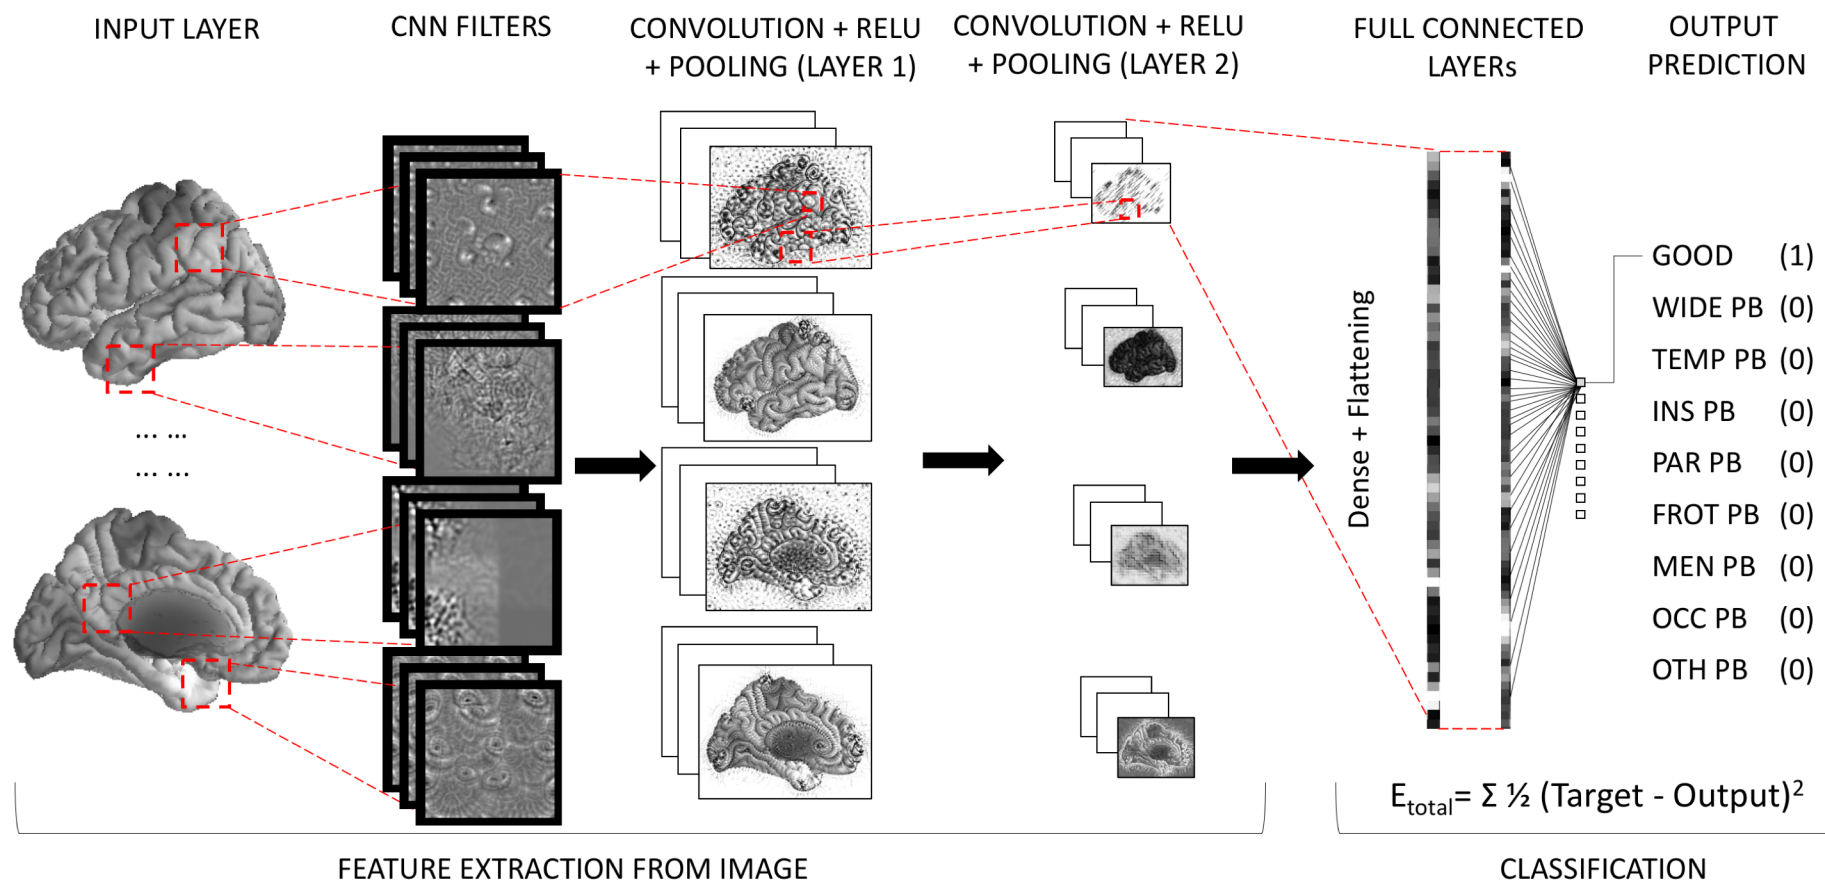 INPUT LAYER
CNN FILTERS
CONVOLUTION + RELU
+ POOLING (LAYER 1)
CONVOLUTION + RELU
+ POOLING (LAYER 2)
FULL CONNECTED
LAYERs
OUTPUT
PREDICTION
... ...
... ...
Dense + Flattening
GOOD (1)
WIDE PB (0)
TEMP PB (0)
INS PB (0)
PAR PB (0)
FROT PB (0)
MEN PB (0)
OCC PB (0)
OTH PB (0)
E_total= Σ ½ (Target - Output)²
FEATURE EXTRACTION FROM IMAGE
CLASSIFICATION